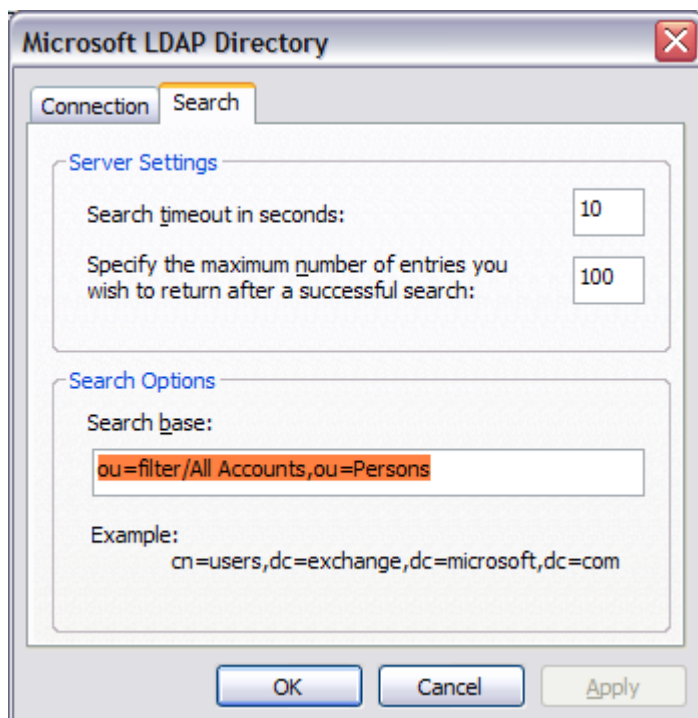 Microsoft LDAP Directory
Connection
Search
Server Settings
Search timeout in seconds:
10
Specify the maximum number of entries you
wish to return after a successful search:
100
Search Options
Search base:
ou=filter/All Accounts,ou=Persons
Example:
cn=users,dc=exchange,dc=microsoft,dc=com
OK
Cancel
Apply